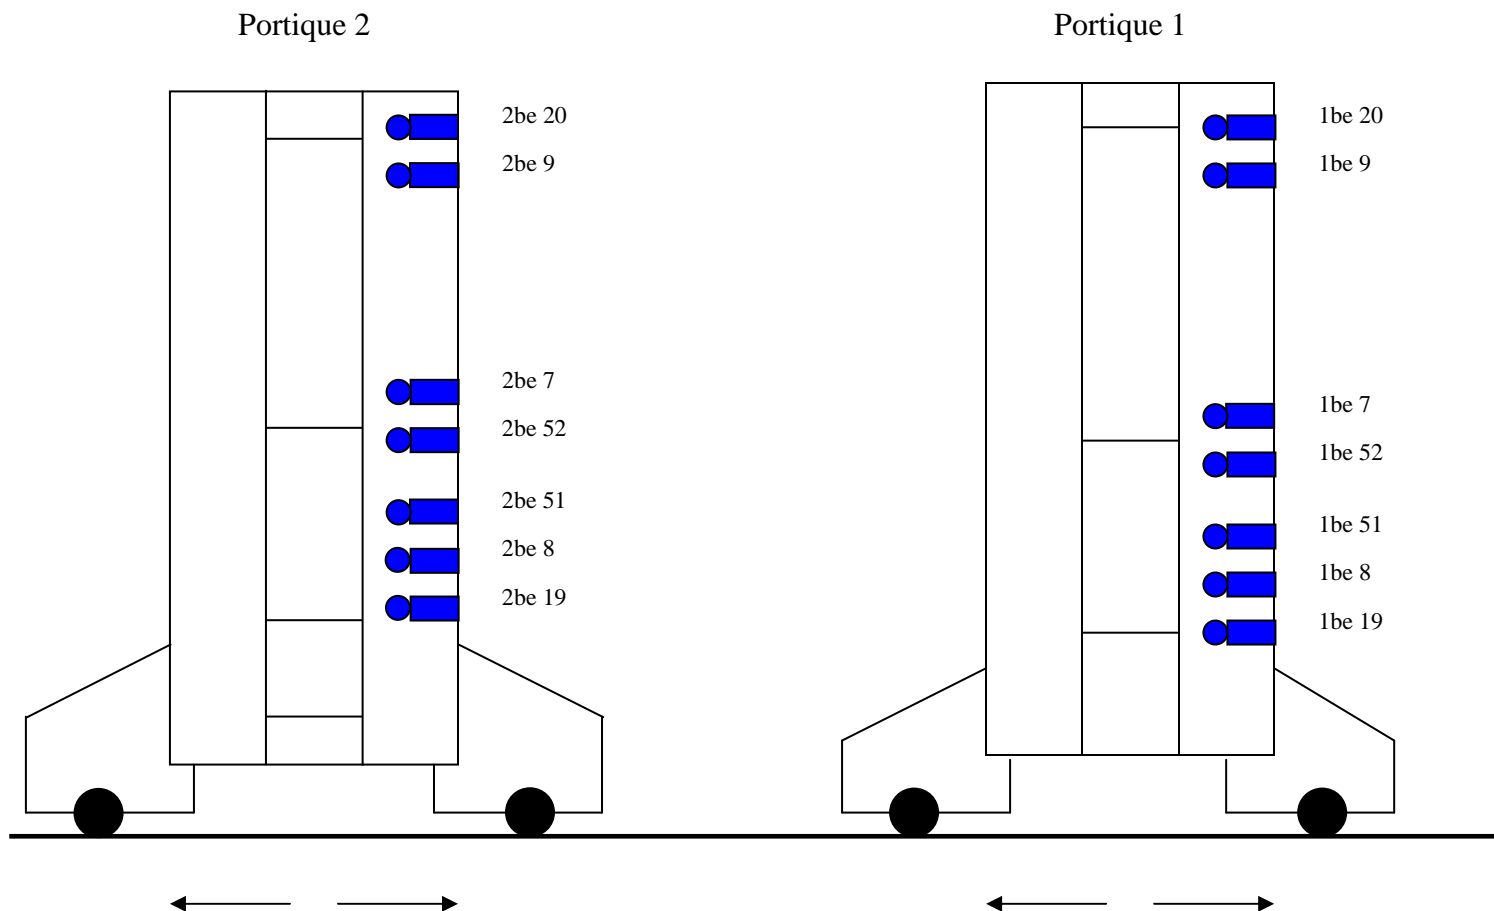 Portique 2
Portique 1
2be 20
1be 20
2be 9
1be 9
2be 7
1be 7
2be 52
1be 52
2be 51
1be 51
2be 8
1be 8
2be 19
1be 19